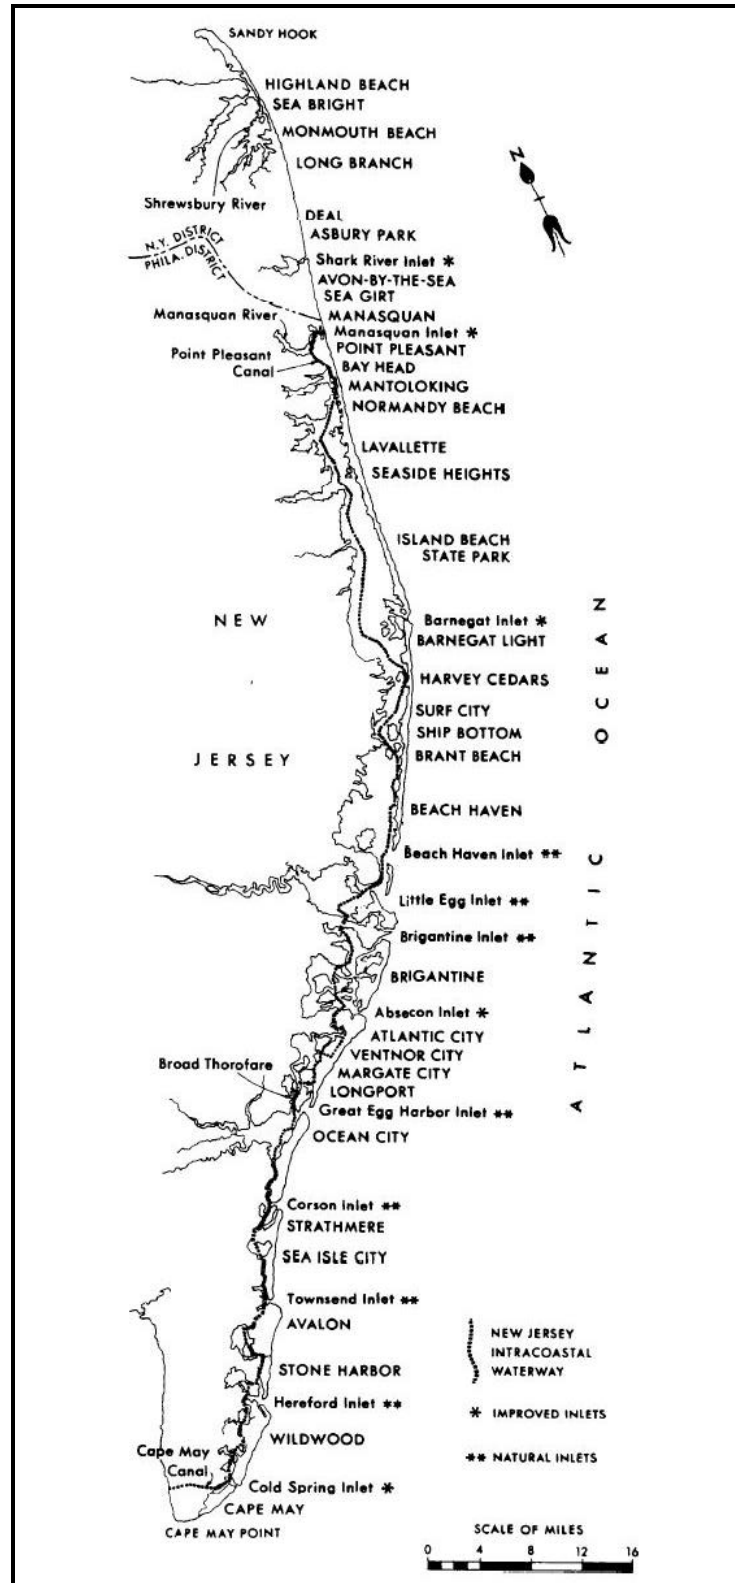 SANDY HOOK
HIGHLAND BEACH
SEA BRIGHT
MONMOUTH BEACH
LONG BRANCH
N
Shrewsbury River
DEAL
ASBURY PARK
N.Y. DISTRICT
PHILA. DISTRICT
Shark River Inlet *
AVON-BY-THE-SEA
SEA GIRT
MANASQUAN
Manasquan River
Manasquan Inlet *
POINT PLEASANT
Point Pleasant
Canal
BAY HEAD
MANTOLOKING
NORMANDY BEACH
LAVALLETTE
SEASIDE HEIGHTS
ISLAND BEACH
STATE PARK
NEW
JERSEY
Barnegat Inlet *
BARNEGAT LIGHT
HARVEY CEDARS
SURF CITY
SHIP BOTTOM
BRANT BEACH
BEACH HAVEN
Beach Haven Inlet **
Little Egg Inlet **
Brigantine Inlet **
BRIGANTINE
Absecon Inlet *
ATLANTIC CITY
VENTNOR CITY
MARGATE CITY
Broad Thorofare
LONGPORT
Great Egg Harbor Inlet **
OCEAN CITY
ATLANTIC OCEAN
Corson Inlet **
STRATHMERE
SEA ISLE CITY
Townsend Inlet **
AVALON
STONE HARBOR
Hereford Inlet **
WILDWOOD
Cape May
Canal
Cold Spring Inlet *
CAPE MAY
CAPE MAY POINT
NEW JERSEY
INTRACOASTAL
WATERWAY
* IMPROVED INLETS
** NATURAL INLETS
SCALE OF MILES
0 4 8 12 16